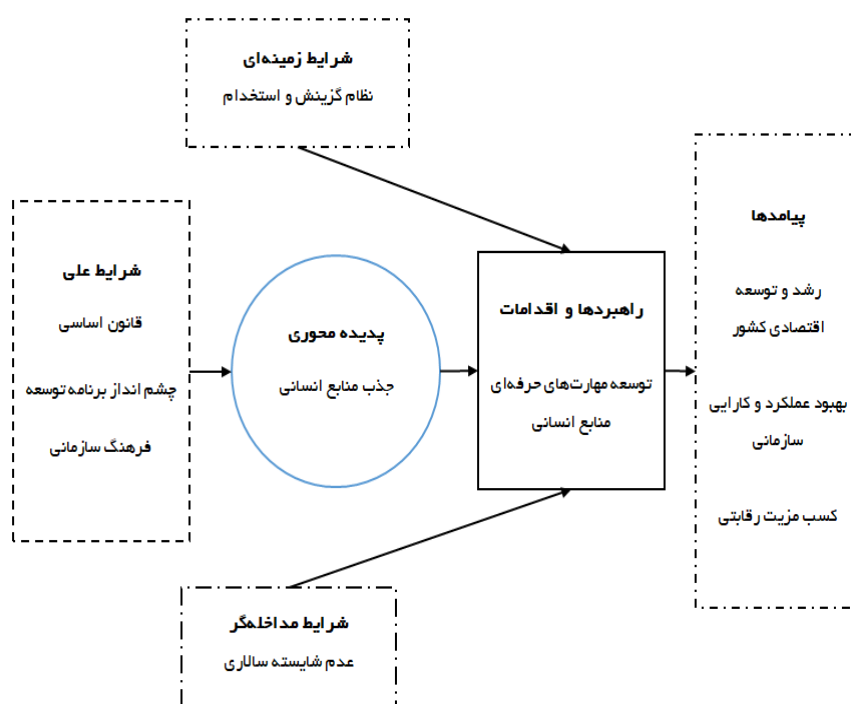 شرایط زمینه‌ای
نظام گزینش و استخدام
شرایط علی
قانون اساسی
چشم انداز برنامه توسعه
فرهنگ سازمانی
پدیده محوری
جذب منابع انسانی
راهبردها و اقدامات
توسعه مهارت‌های حرفه‌ای
منابع انسانی
پیامدها
رشد و توسعه
اقتصادی کشور
بهبود عملکرد و کارایی
سازمانی
کسب مزیت رقابتی
شرایط مداخله‌گر
عدم شایسته سالاری